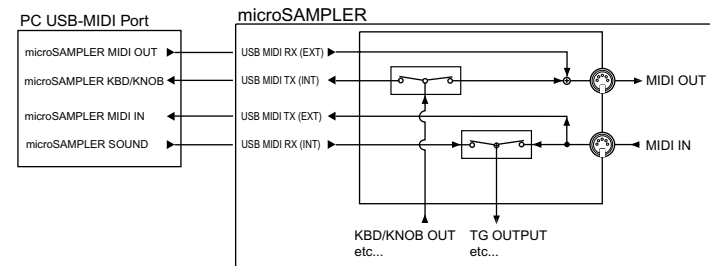 PC USB-MIDI Port
microSAMPLER
microSAMPLER MIDI OUT
USB MIDI RX (EXT)
microSAMPLER KBD/KNOB
USB MIDI TX (INT)
MIDI OUT
microSAMPLER MIDI IN
USB MIDI TX (EXT)
microSAMPLER SOUND
USB MIDI RX (INT)
MIDI IN
KBD/KNOB OUT
etc...
TG OUTPUT
etc...